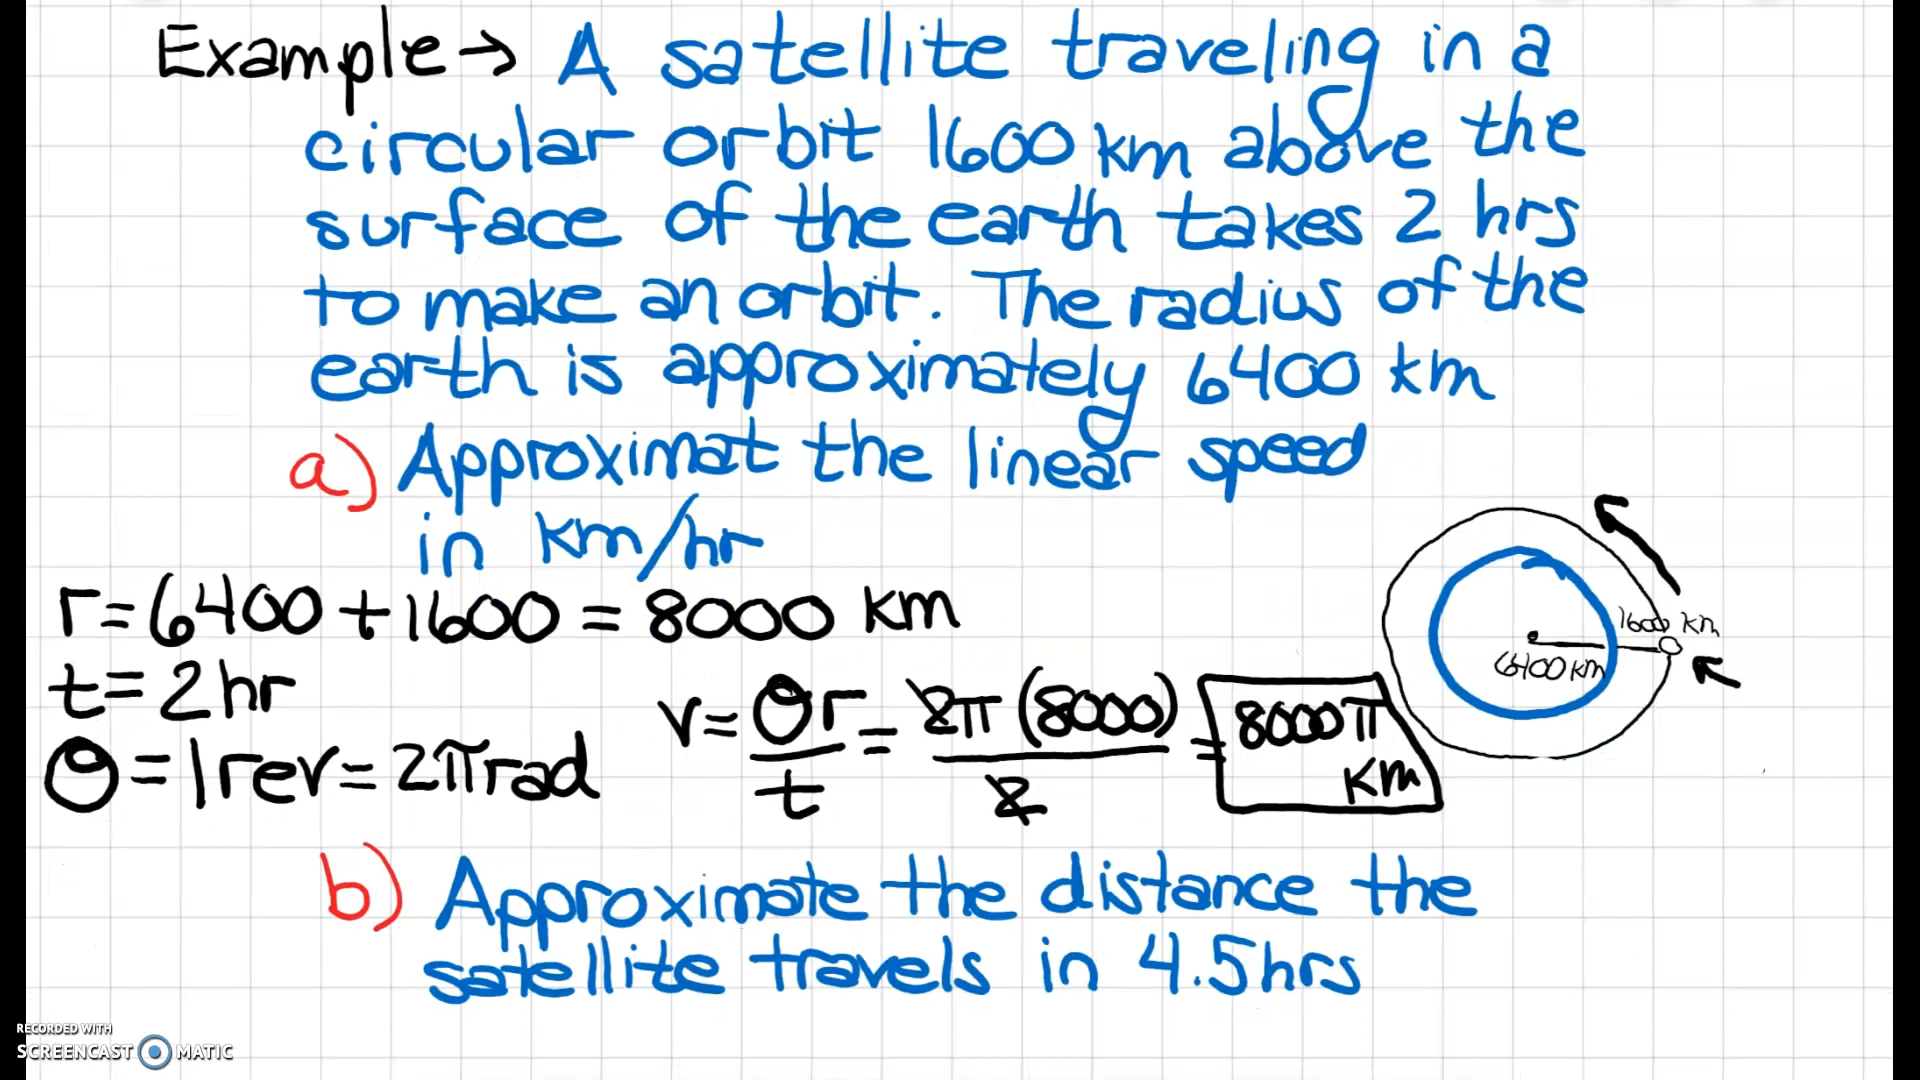 Example → A satellite traveling in a
circular orbit 1600 km above the
surface of the earth takes 2 hrs
to make an orbit. The radius of the
earth is approximately 6400 km
a) Approximat the linear speed
in km/hr
r = 6400 + 1600 = 8000 km
1600 km
6400 km
t = 2 hr
v = θr/t = 2π(8000)/2 = 8000π km
θ = 1 rev = 2π rad
b) Approximate the distance the
satellite travels in 4.5 hrs
RECORDED WITH
SCREENCAST MATIC